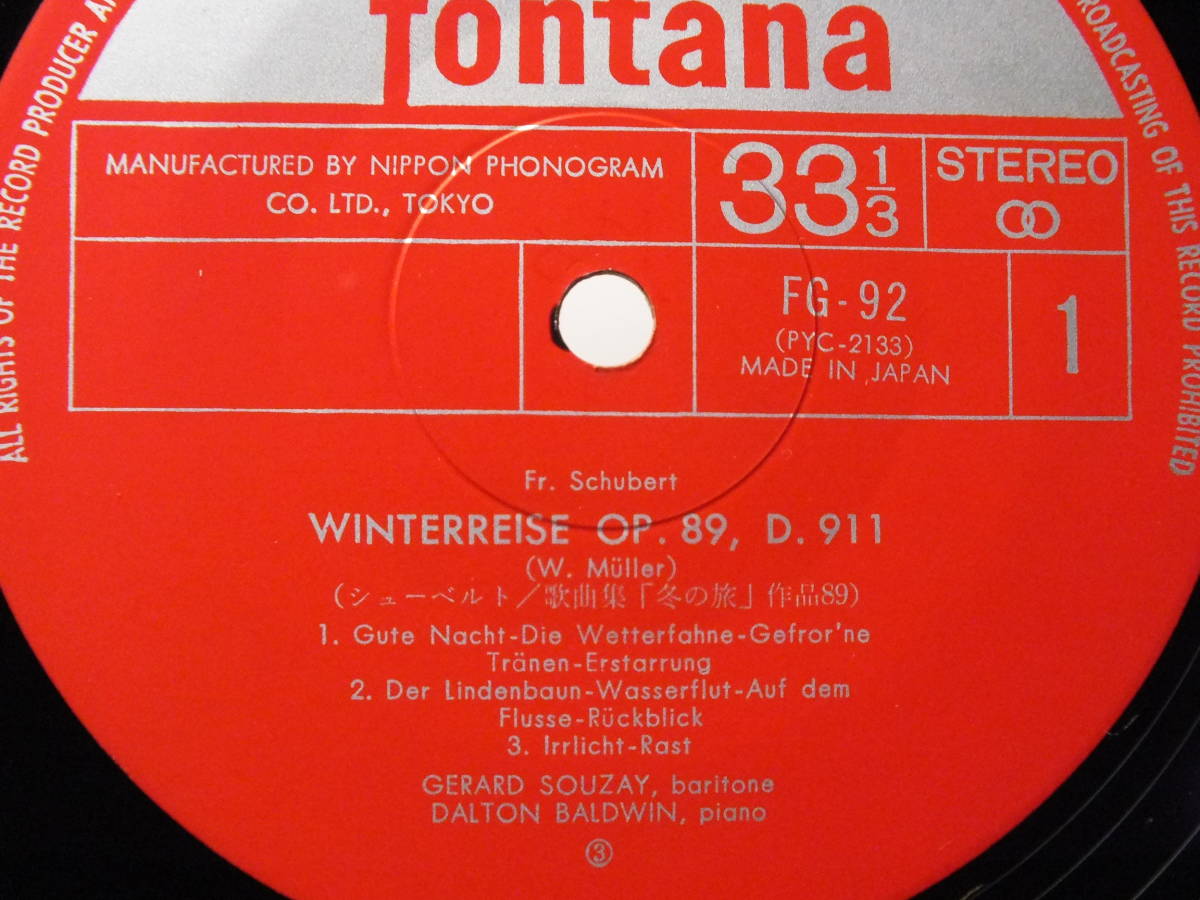 fontana
ALL RIGHTS OF THE RECORD PRODUCER
BROADCASTING OF THIS RECORD PROHIBITED
MANUFACTURED BY NIPPON PHONOGRAM
CO. LTD., TOKYO
33 1/3
STEREO
FG-92
(PYC-2133)
MADE IN JAPAN
1
Fr. Schubert
WINTERREISE OP. 89, D. 911
(W. Müller)
(シューベルト/歌曲集「冬の旅」作品89)
1. Gute Nacht-Die Wetterfahne-Gefror'ne
Tränen-Erstarrung
2. Der Lindenbaun-Wasserflut-Auf dem
Flusse-Rückblick
3. Irrlicht-Rast
GERARD SOUZAY, baritone
DALTON BALDWIN, piano
③